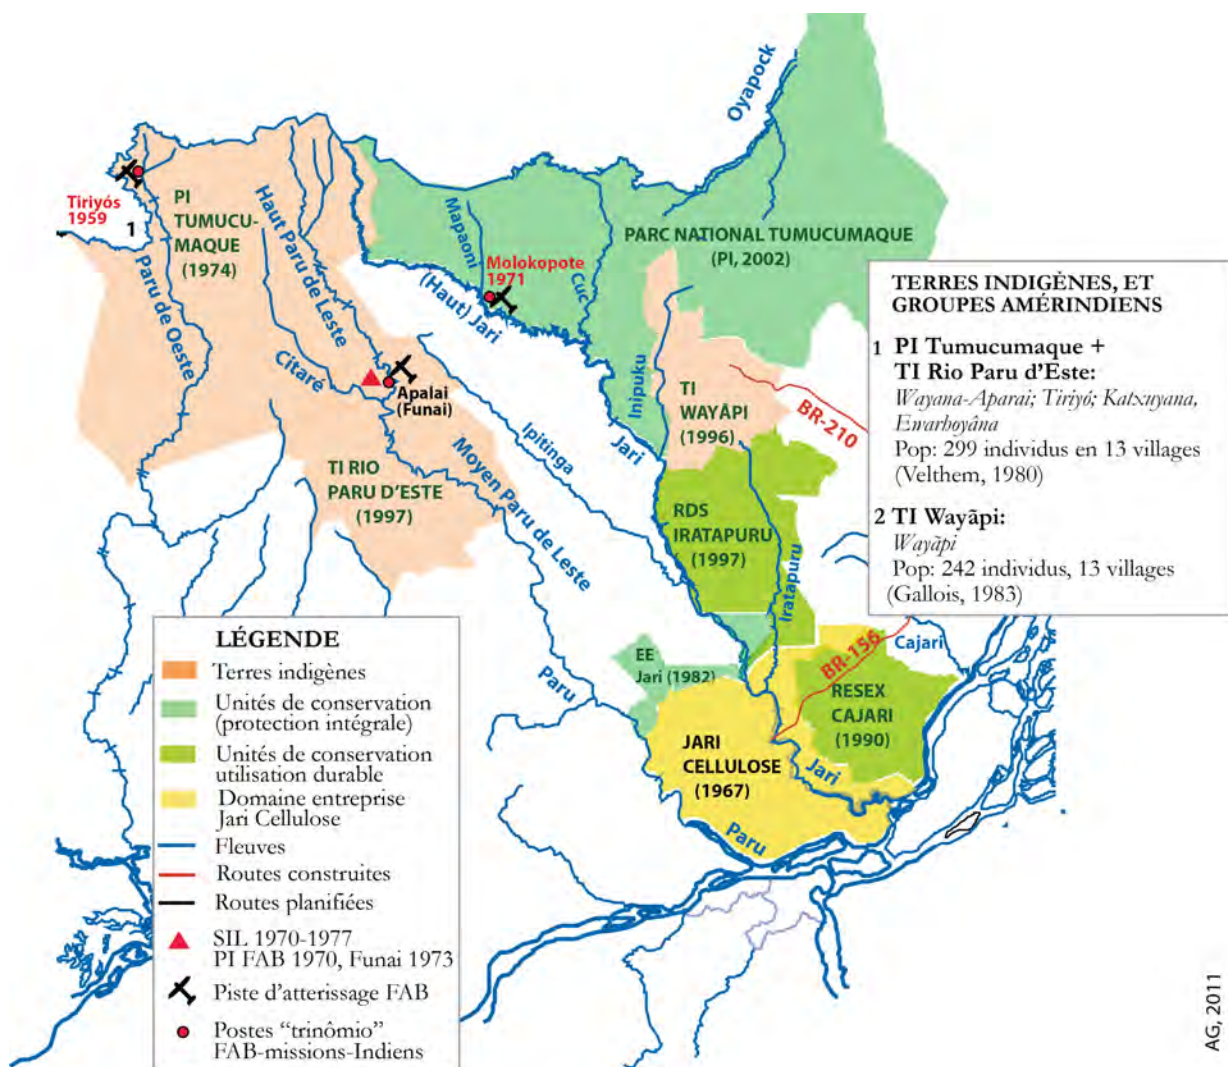 Oyapock
Tiriyós
1959
1
PI
TUMUCU-
MAQUE
(1974)
Haut Paru de Leste
Mapaoni
Molokopote
1971
Cuc
PARC NATIONAL TUMUCUMAQUE
(PI, 2002)
Paru de Oeste
(Haut) Jari
Citaré
Apalai
(Funai)
Inipuku
TI
WAYÃPI
(1996)
BR-210
Ipitinga
Jari
TI RIO
PARU D'ESTE
(1997)
Moyen Paru de Leste
RDS
IRATAPURU
(1997)
Iratapuru
TERRES INDIGÈNES, ET
GROUPES AMÉRINDIENS
1 PI Tumucumaque +
TI Rio Paru d'Este:
Wayana-Aparai; Tiriyó; Katxuyana,
Ewarhoyâna
Pop: 299 individus en 13 villages
(Velthem, 1980)
2 TI Wayãpi:
Wayãpi
Pop: 242 individus, 13 villages
(Gallois, 1983)
Cajari
BR-156
EE
Jari (1982)
Paru
RESEX
CAJARI
(1990)
JARI
CELLULOSE
(1967)
Jari
Paru
LÉGENDE
Terres indigènes
Unités de conservation
(protection intégrale)
Unités de conservation
utilisation durable
Domaine entreprise
Jari Cellulose
Fleuves
Routes construites
Routes planifiées
SIL 1970-1977
PI FAB 1970, Funai 1973
Piste d'atterissage FAB
Postes "trinômio"
FAB-missions-Indiens
AG, 2011